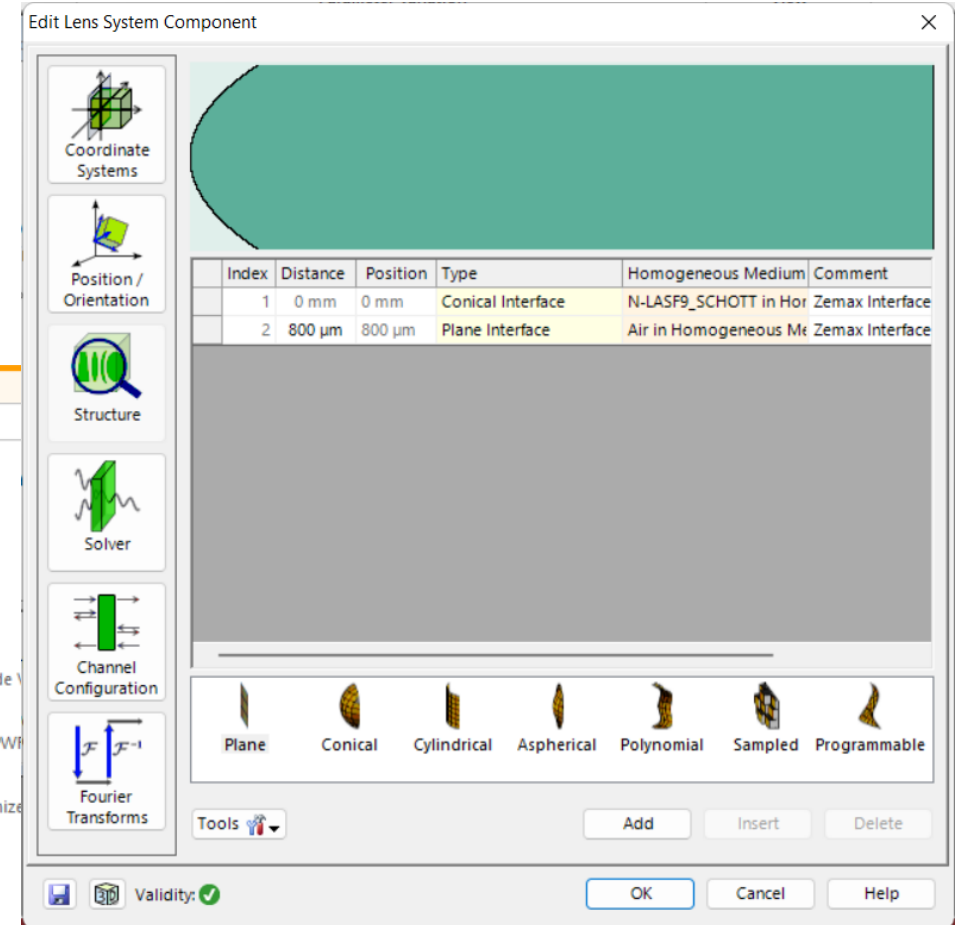 Edit Lens System Component
Coordinate
Systems
Position /
Orientation
Structure
Solver
Channel
Configuration
Fourier
Transforms
Index Distance Position Type Homogeneous Medium Comment
1 0 mm 0 mm Conical Interface N-LASF9_SCHOTT in Hor Zemax Interface
2 800 µm 800 µm Plane Interface Air in Homogeneous Me Zemax Interface
Plane Conical Cylindrical Aspherical Polynomial Sampled Programmable
Tools Add Insert Delete
3D Validity: OK Cancel Help